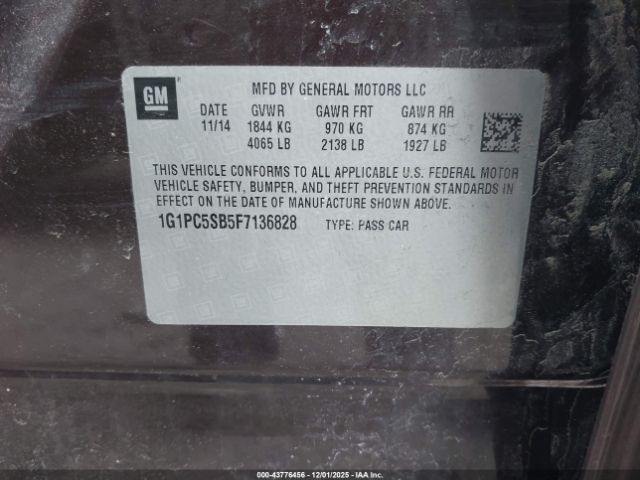 GM
MFD BY GENERAL MOTORS LLC
DATE GVWR GAWR FRT GAWR RR
11/14 1844 KG 970 KG 874 KG
4065 LB 2138 LB 1927 LB
THIS VEHICLE CONFORMS TO ALL APPLICABLE U.S. FEDERAL MOTOR
VEHICLE SAFETY, BUMPER, AND THEFT PREVENTION STANDARDS IN
EFFECT ON THE DATE OF MANUFACTURE SHOWN ABOVE.
1G1PC5SB5F7136828 TYPE: PASS CAR
000-43776456 - 12/01/2025 - IAAC. Inc.